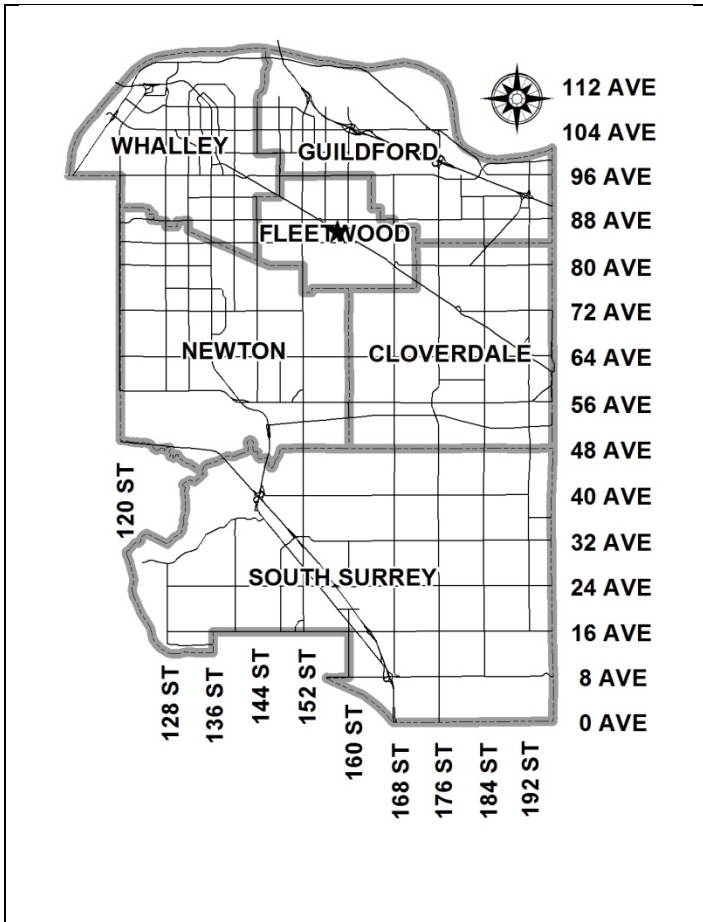 112 AVE
104 AVE
WHALLEY
GUILDFORD
96 AVE
88 AVE
FLEETWOOD
80 AVE
72 AVE
NEWTON
CLOVERDALE
64 AVE
56 AVE
48 AVE
120 ST
40 AVE
32 AVE
SOUTH SURREY
24 AVE
16 AVE
128 ST
136 ST
144 ST
152 ST
160 ST
8 AVE
0 AVE
168 ST
176 ST
184 ST
192 ST